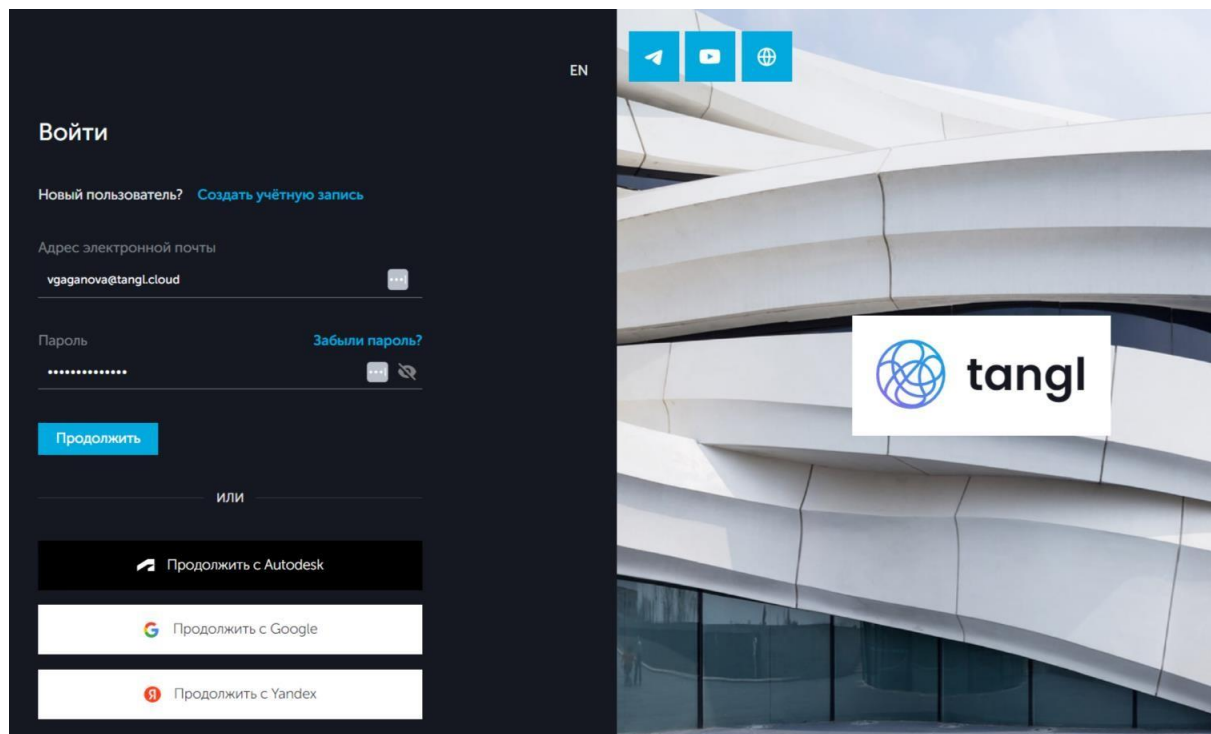 EN
Войти
Новый пользователь? Создать учётную запись
Адрес электронной почты
vgaganova@tangl.cloud
Пароль Забыли пароль?
••••••••••••••
Продолжить
ИЛИ
Продолжить с Autodesk
Продолжить с Google
Продолжить с Yandex
tangl